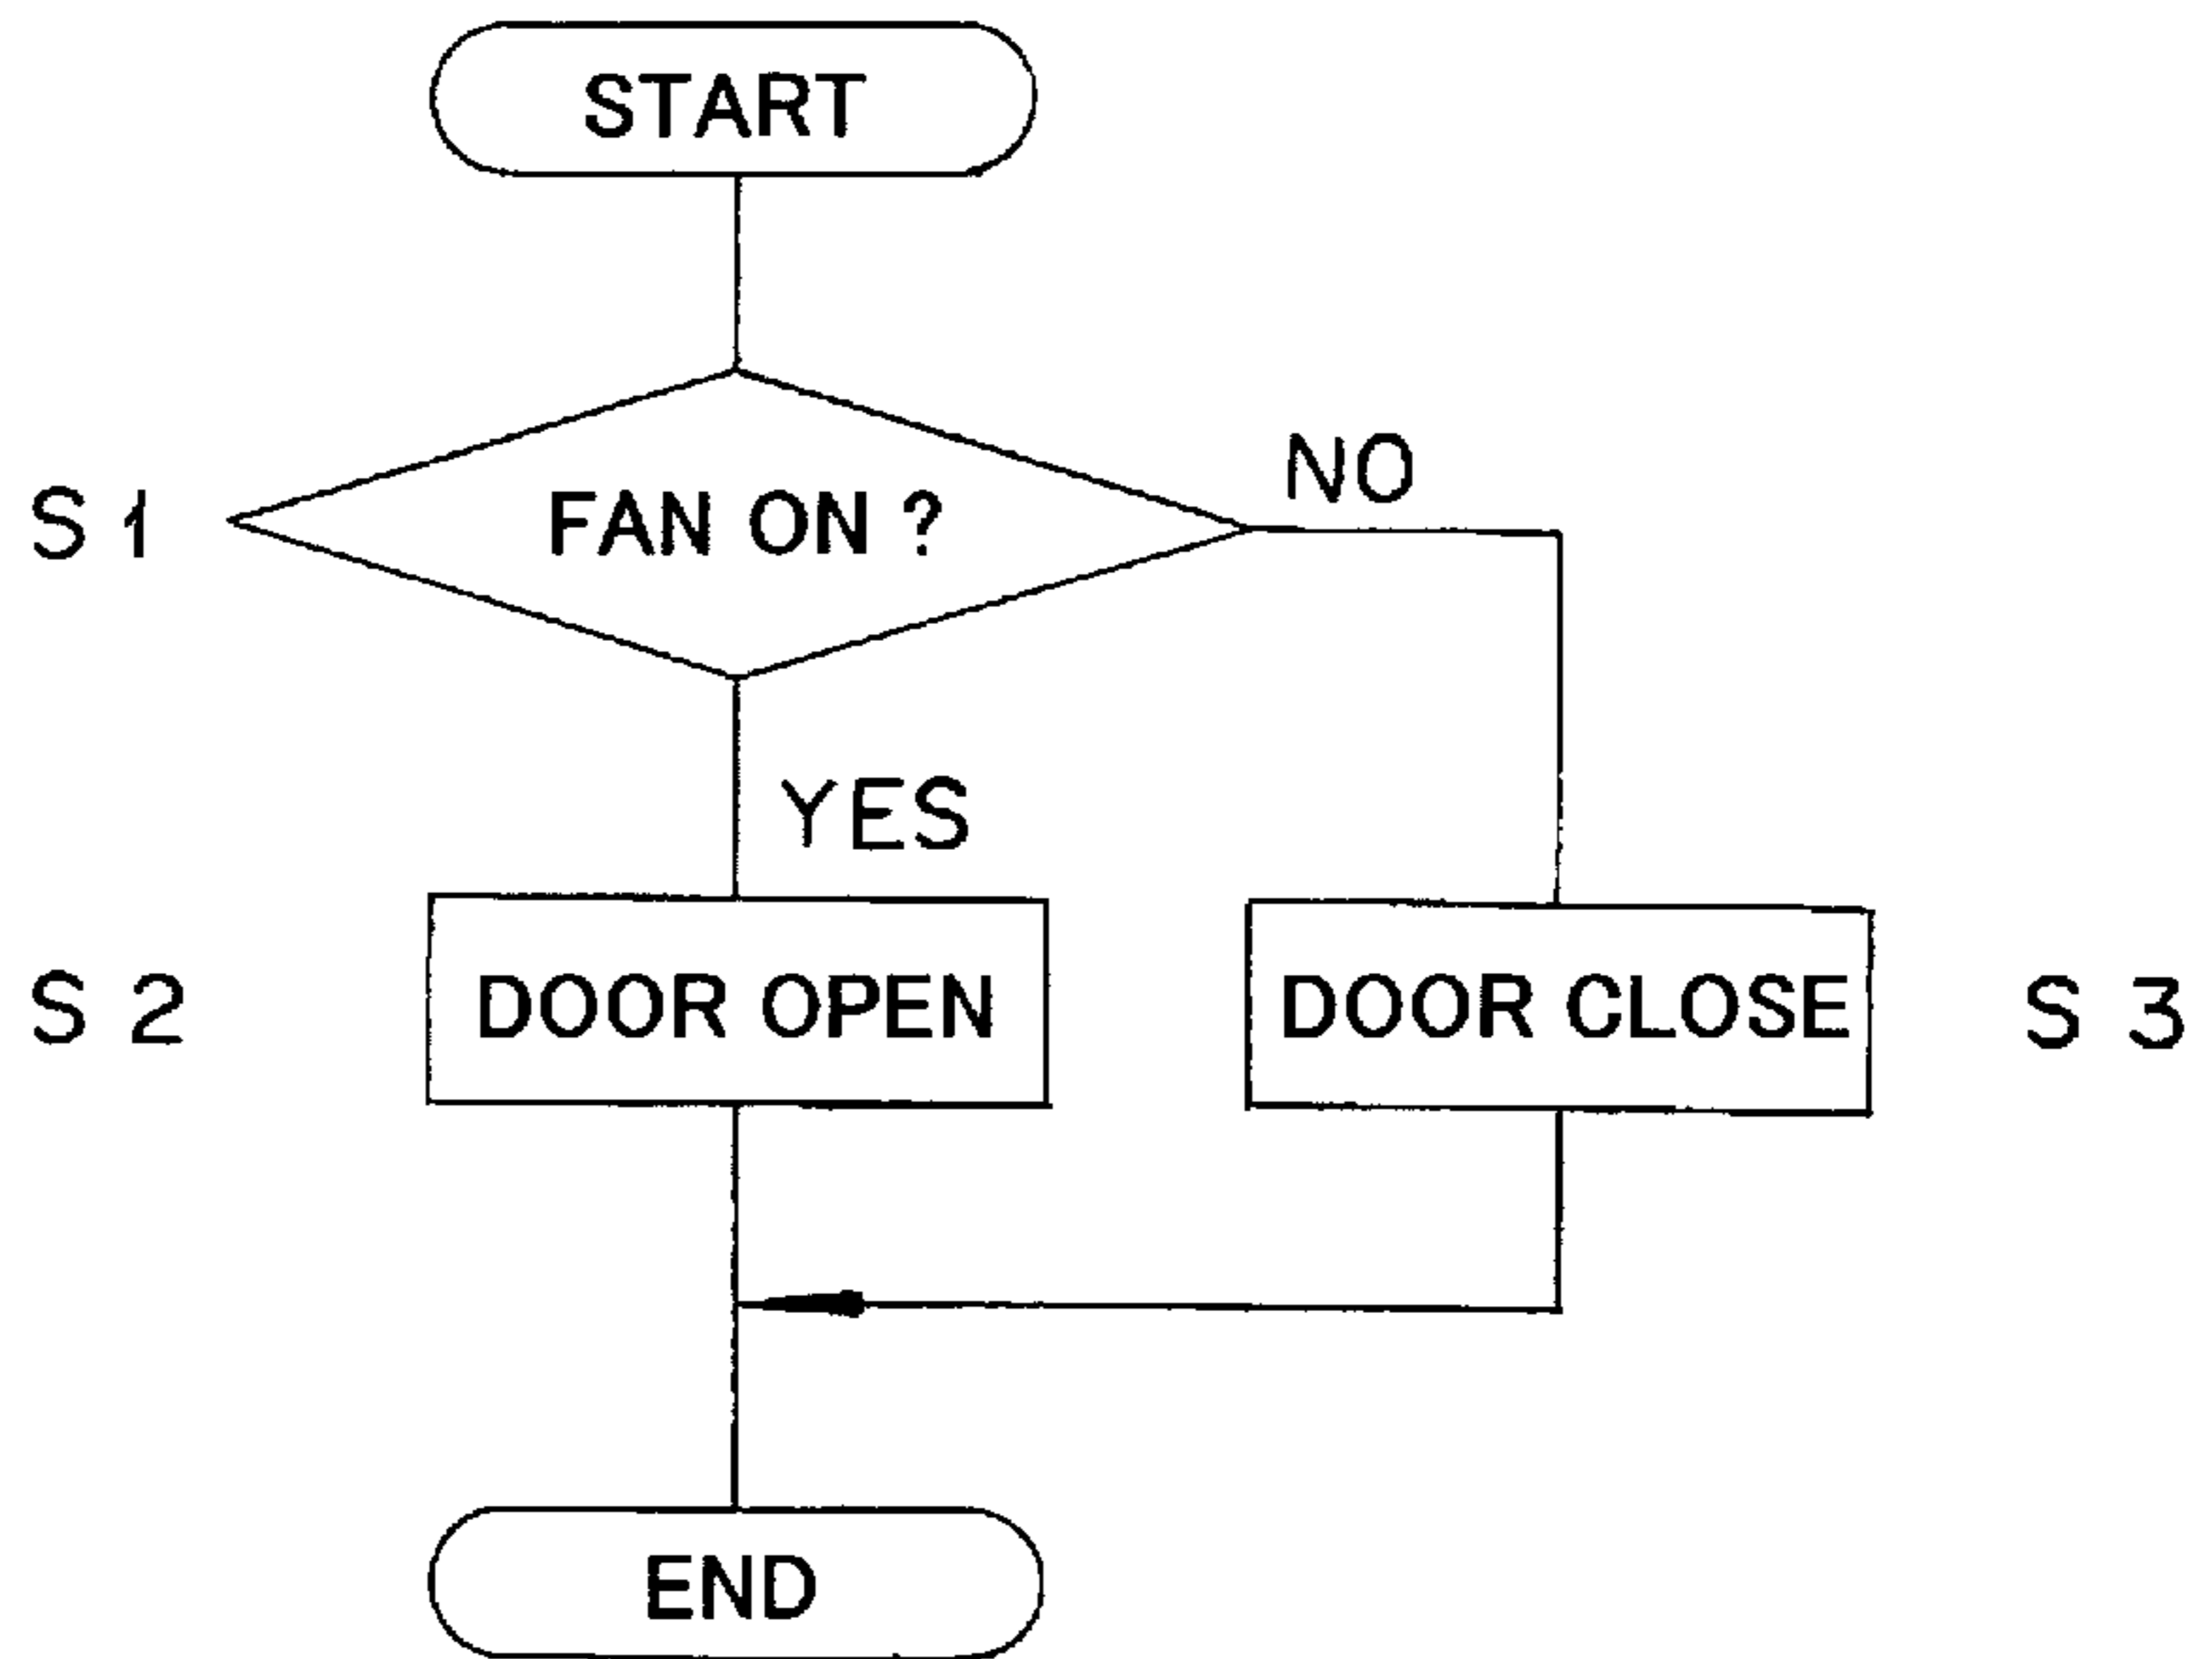 START
S 1
FAN ON ?
NO
YES
S 2
DOOR OPEN
DOOR CLOSE
S 3
END